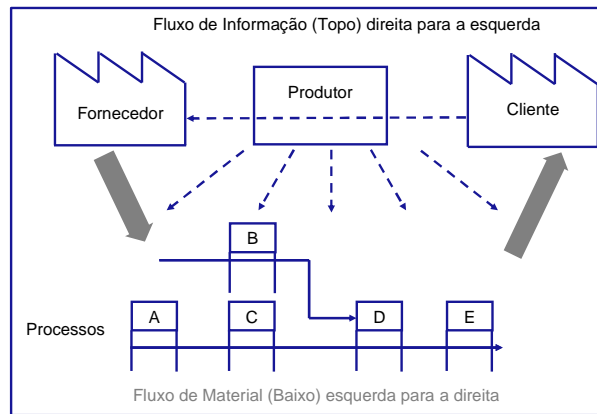 Fluxo de Informação (Topo) direita para a esquerda
Fornecedor
Produtor
Cliente
B
A
C
D
E
Processos
Fluxo de Material (Baixo) esquerda para a direita